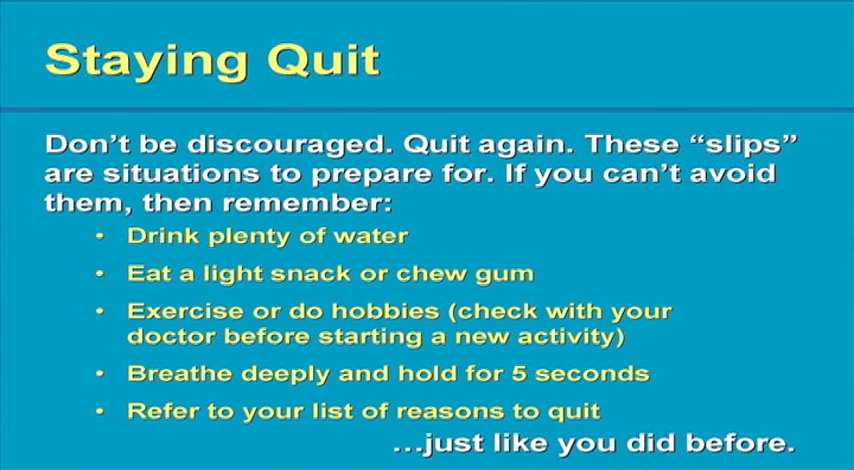 Staying Quit
Don’t be discouraged. Quit again. These “slips”
are situations to prepare for. If you can’t avoid
them, then remember:
• Drink plenty of water
• Eat a light snack or chew gum
• Exercise or do hobbies (check with your
doctor before starting a new activity)
• Breathe deeply and hold for 5 seconds
• Refer to your list of reasons to quit
...just like you did before.